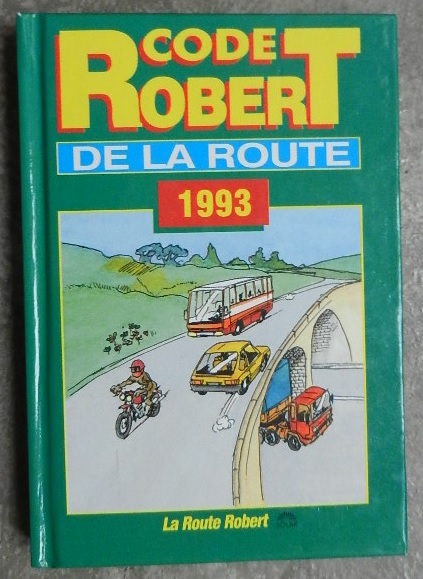 CODE
ROBERT
DE LA ROUTE
1993
La Route Robert